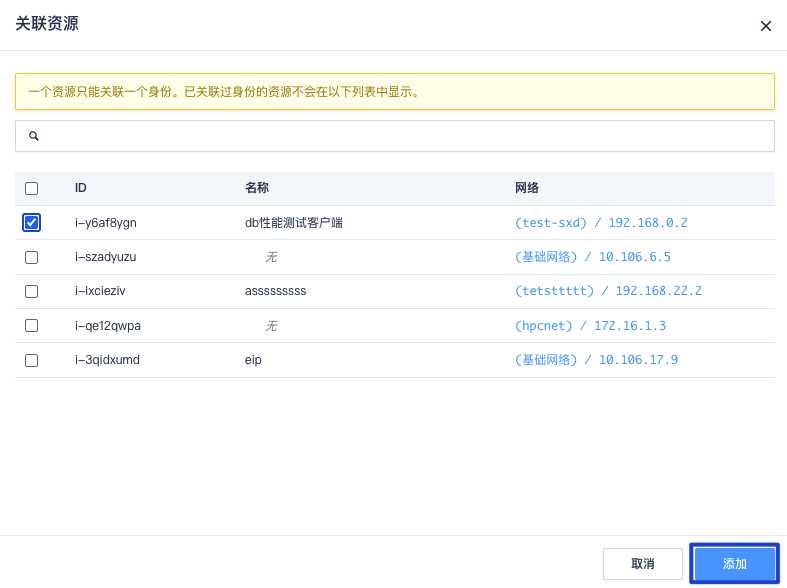 关联资源
一个资源只能关联一个身份。已关联过身份的资源不会在以下列表中显示。
ID 名称 网络
i-y6af8ygn db性能测试客户端 (test-sxd) / 192.168.0.2
i-szadyuzu 无 (基础网络) / 10.106.6.5
i-lxcieziv asssssssss (tetsttttt) / 192.168.22.2
i-qe12qwpa 无 (hpcnet) / 172.16.1.3
i-3qidxumd eip (基础网络) / 10.106.17.9
取消 添加